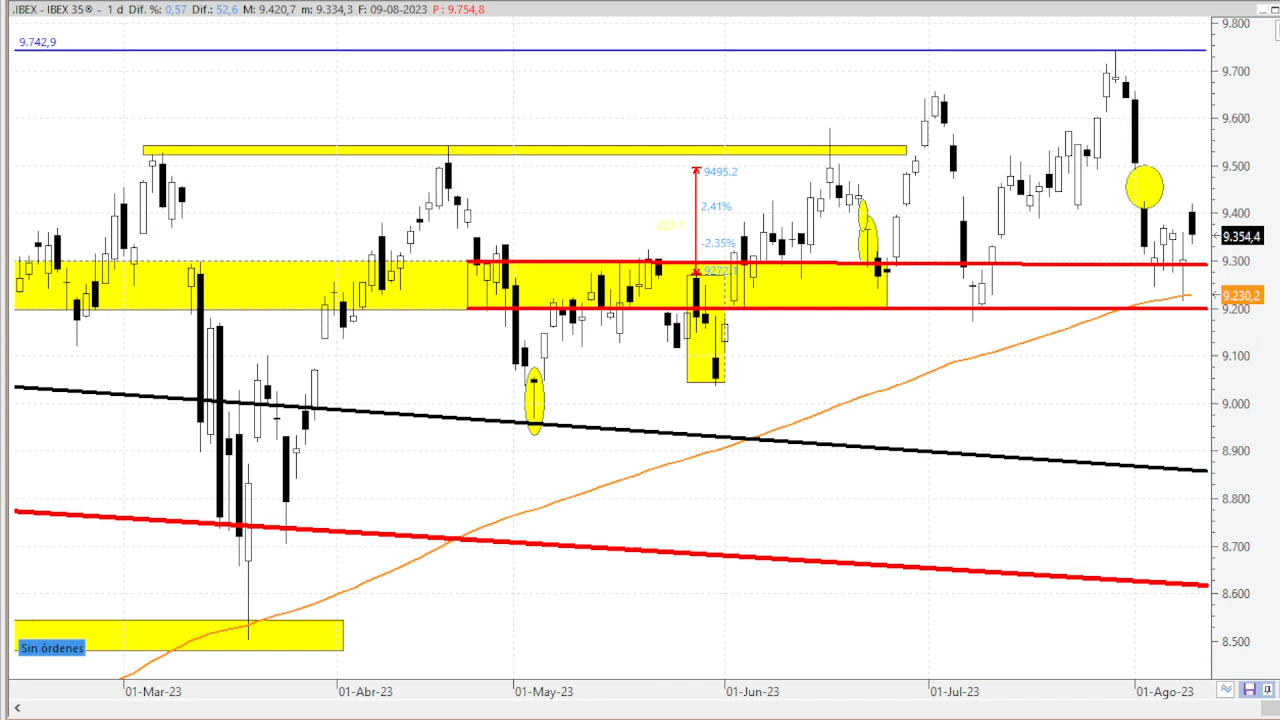 .IBEX - IBEX 35® - 1 d Dif. %: 0,57 Dif.: 52,6 M: 9.420,7 m: 9.334,3 F: 09-08-2023 P : 9.754,8
9.742,9
9.800
9.700
9.600
9.500
9.400
9.354,4
9.300
9.230,2
9.200
9.100
9.000
8.900
8.800
8.700
8.600
8.500
9495.2
2.41%
223.1
-2.35%
9272.1
Sin órdenes
01-Mar-23
01-Abr-23
01-May-23
01-Jun-23
01-Jul-23
01-Ago-23